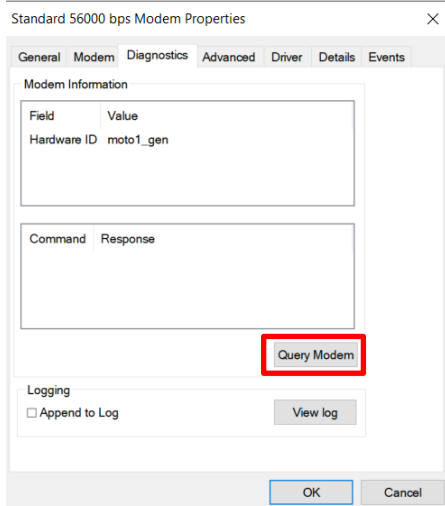 Standard 56000 bps Modem Properties
General Modem Diagnostics Advanced Driver Details Events
Modem Information
Field Value
Hardware ID moto1_gen
Command Response
Query Modem
Logging
Append to Log View log
OK Cancel